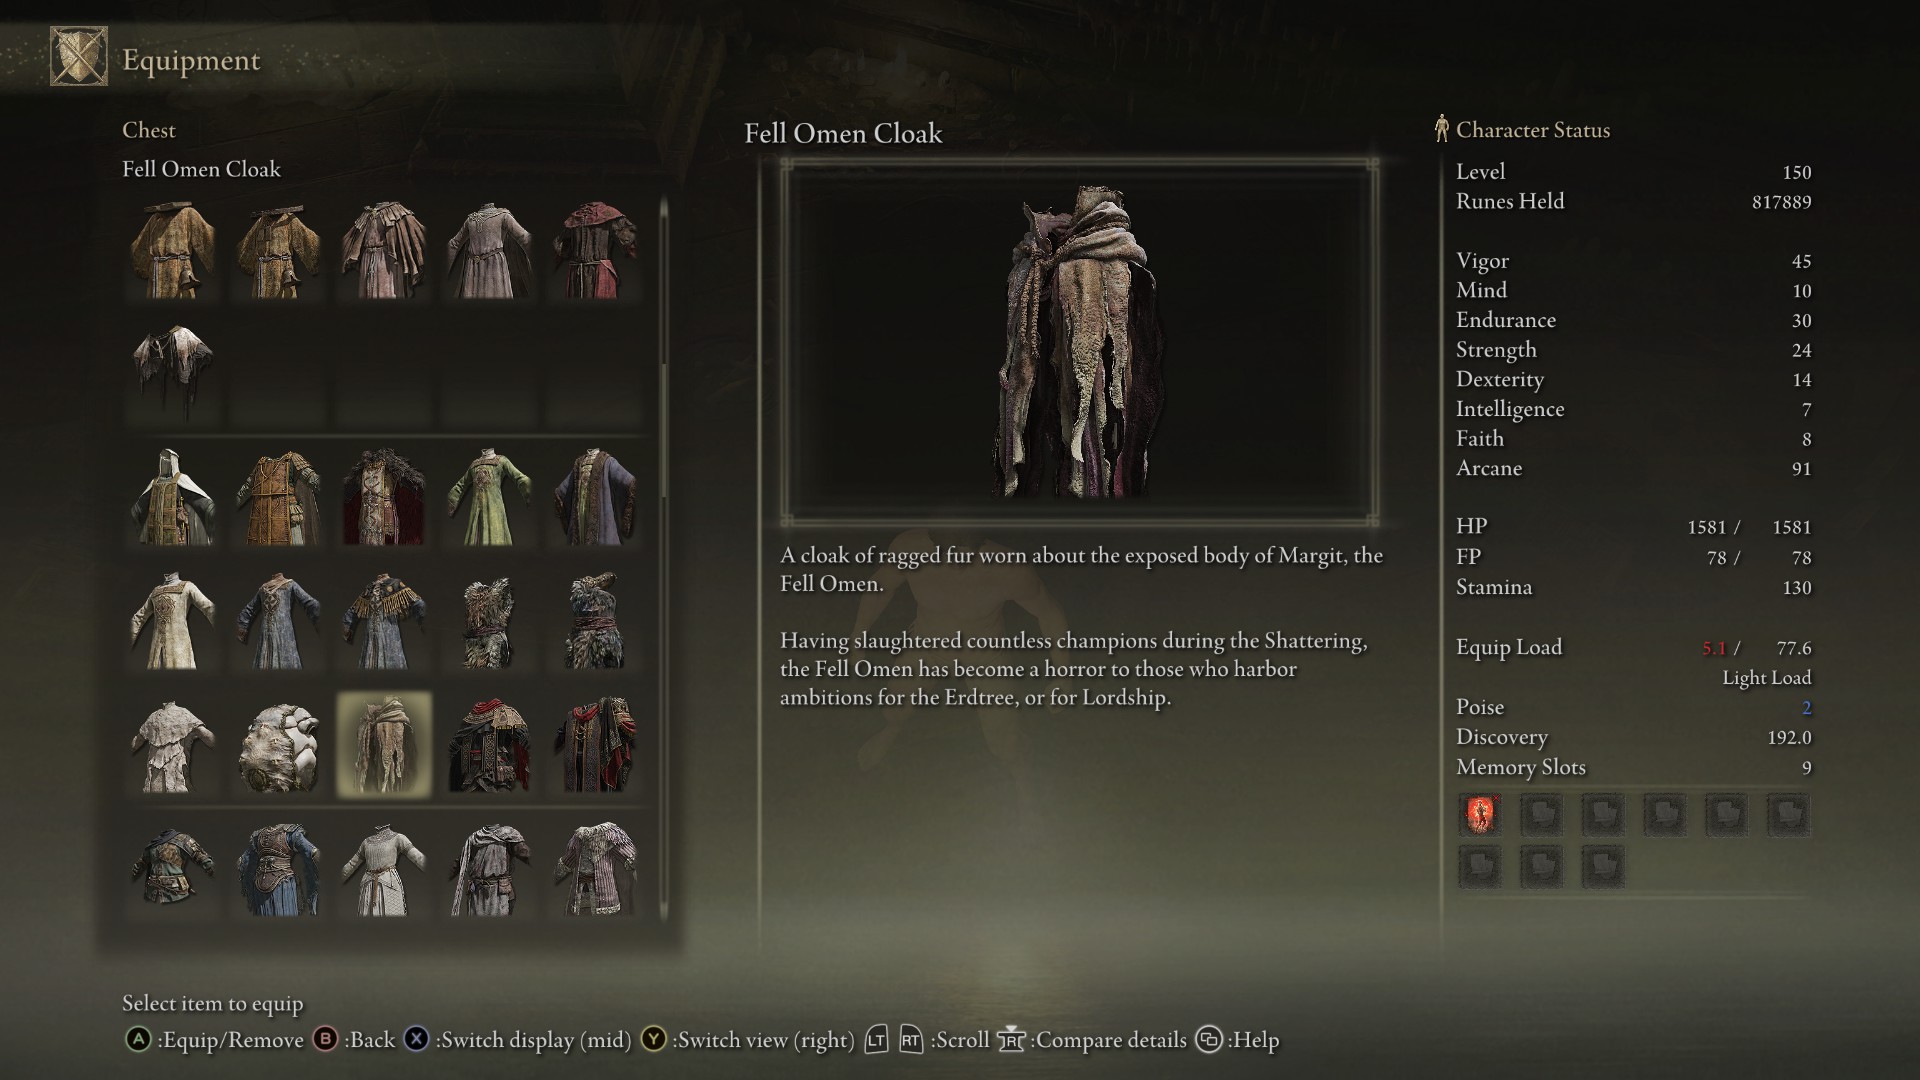 Equipment
Chest
Fell Omen Cloak
Fell Omen Cloak
A cloak of ragged fur worn about the exposed body of Margit, the
Fell Omen.
Having slaughtered countless champions during the Shattering,
the Fell Omen has become a horror to those who harbor
ambitions for the Erdtree, or for Lordship.
Character Status
Level 150
Runes Held 817889
Vigor 45
Mind 10
Endurance 30
Strength 24
Dexterity 14
Intelligence 7
Faith 8
Arcane 91
HP 1581 / 1581
FP 78 / 78
Stamina 130
Equip Load 5.1 / 77.6
Light Load
Poise 2
Discovery 192.0
Memory Slots 9
Select item to equip
A :Equip/Remove B :Back X :Switch display (mid) Y :Switch view (right) LT RT :Scroll R :Compare details :Help